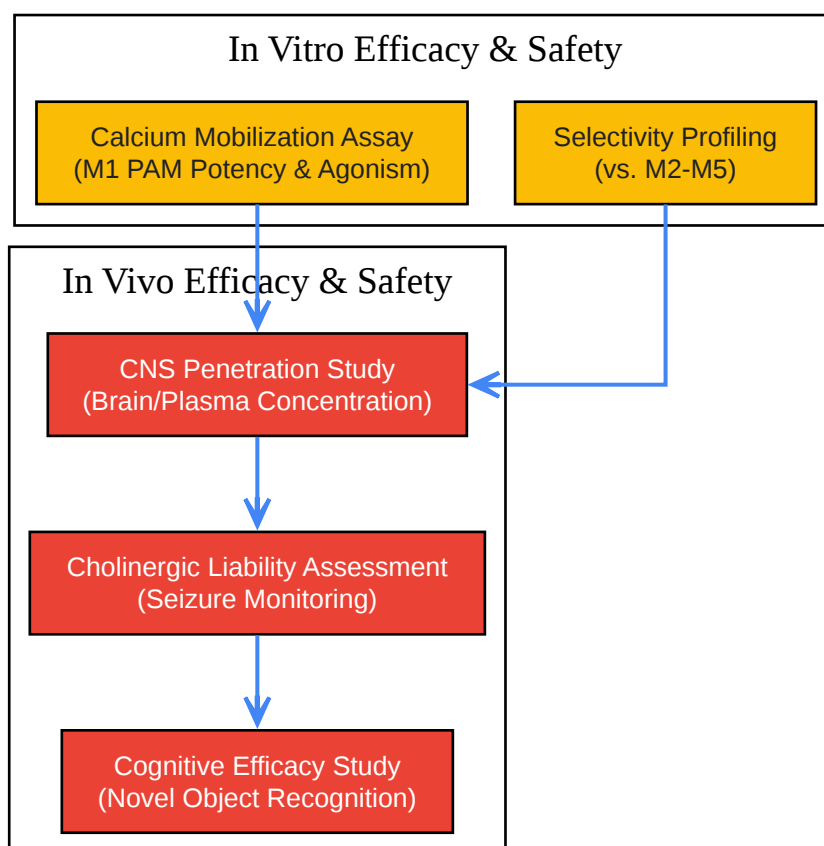 In Vitro Efficacy & Safety
Calcium Mobilization Assay
(M1 PAM Potency & Agonism)
Selectivity Profiling
(vs. M2-M5)
In Vivo Efficacy & Safety
CNS Penetration Study
(Brain/Plasma Concentration)
Cholinergic Liability Assessment
(Seizure Monitoring)
Cognitive Efficacy Study
(Novel Object Recognition)